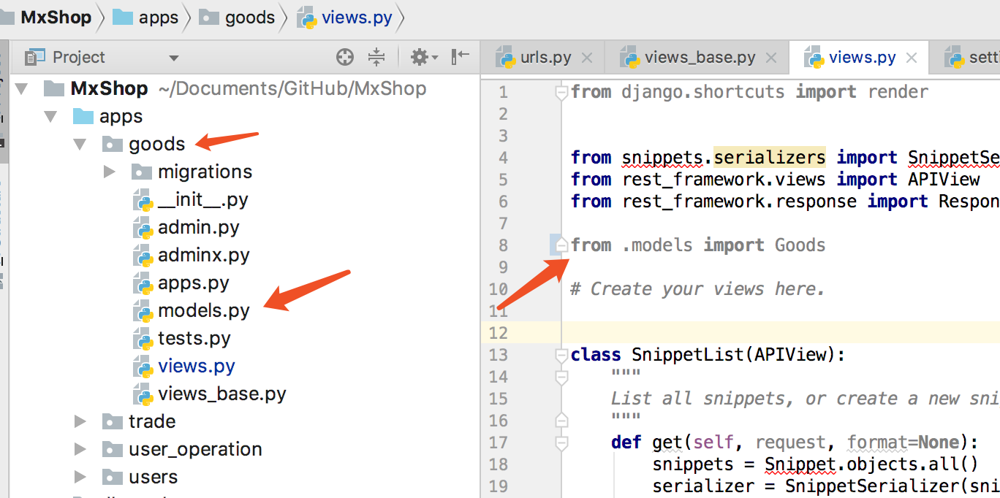 MxShop apps goods views.py
Project
urls.py views_base.py views.py
MxShop ~/Documents/GitHub/MxShop
apps
goods
migrations
__init__.py
admin.py
adminx.py
apps.py
models.py
tests.py
views.py
views_base.py
trade
user_operation
users
1 from django.shortcuts import render
2
3
4 from snippets.serializers import SnippetSe
5 from rest_framework.views import APIView
6 from rest_framework.response import Respon
7
8 from .models import Goods
9
10 # Create your views here.
11
12
13 class SnippetList(APIView):
14 """
15 List all snippets, or create a new sni
16 """
17 def get(self, request, format=None):
18 snippets = Snippet.objects.all()
19 serializer = SnippetSerializer(sni